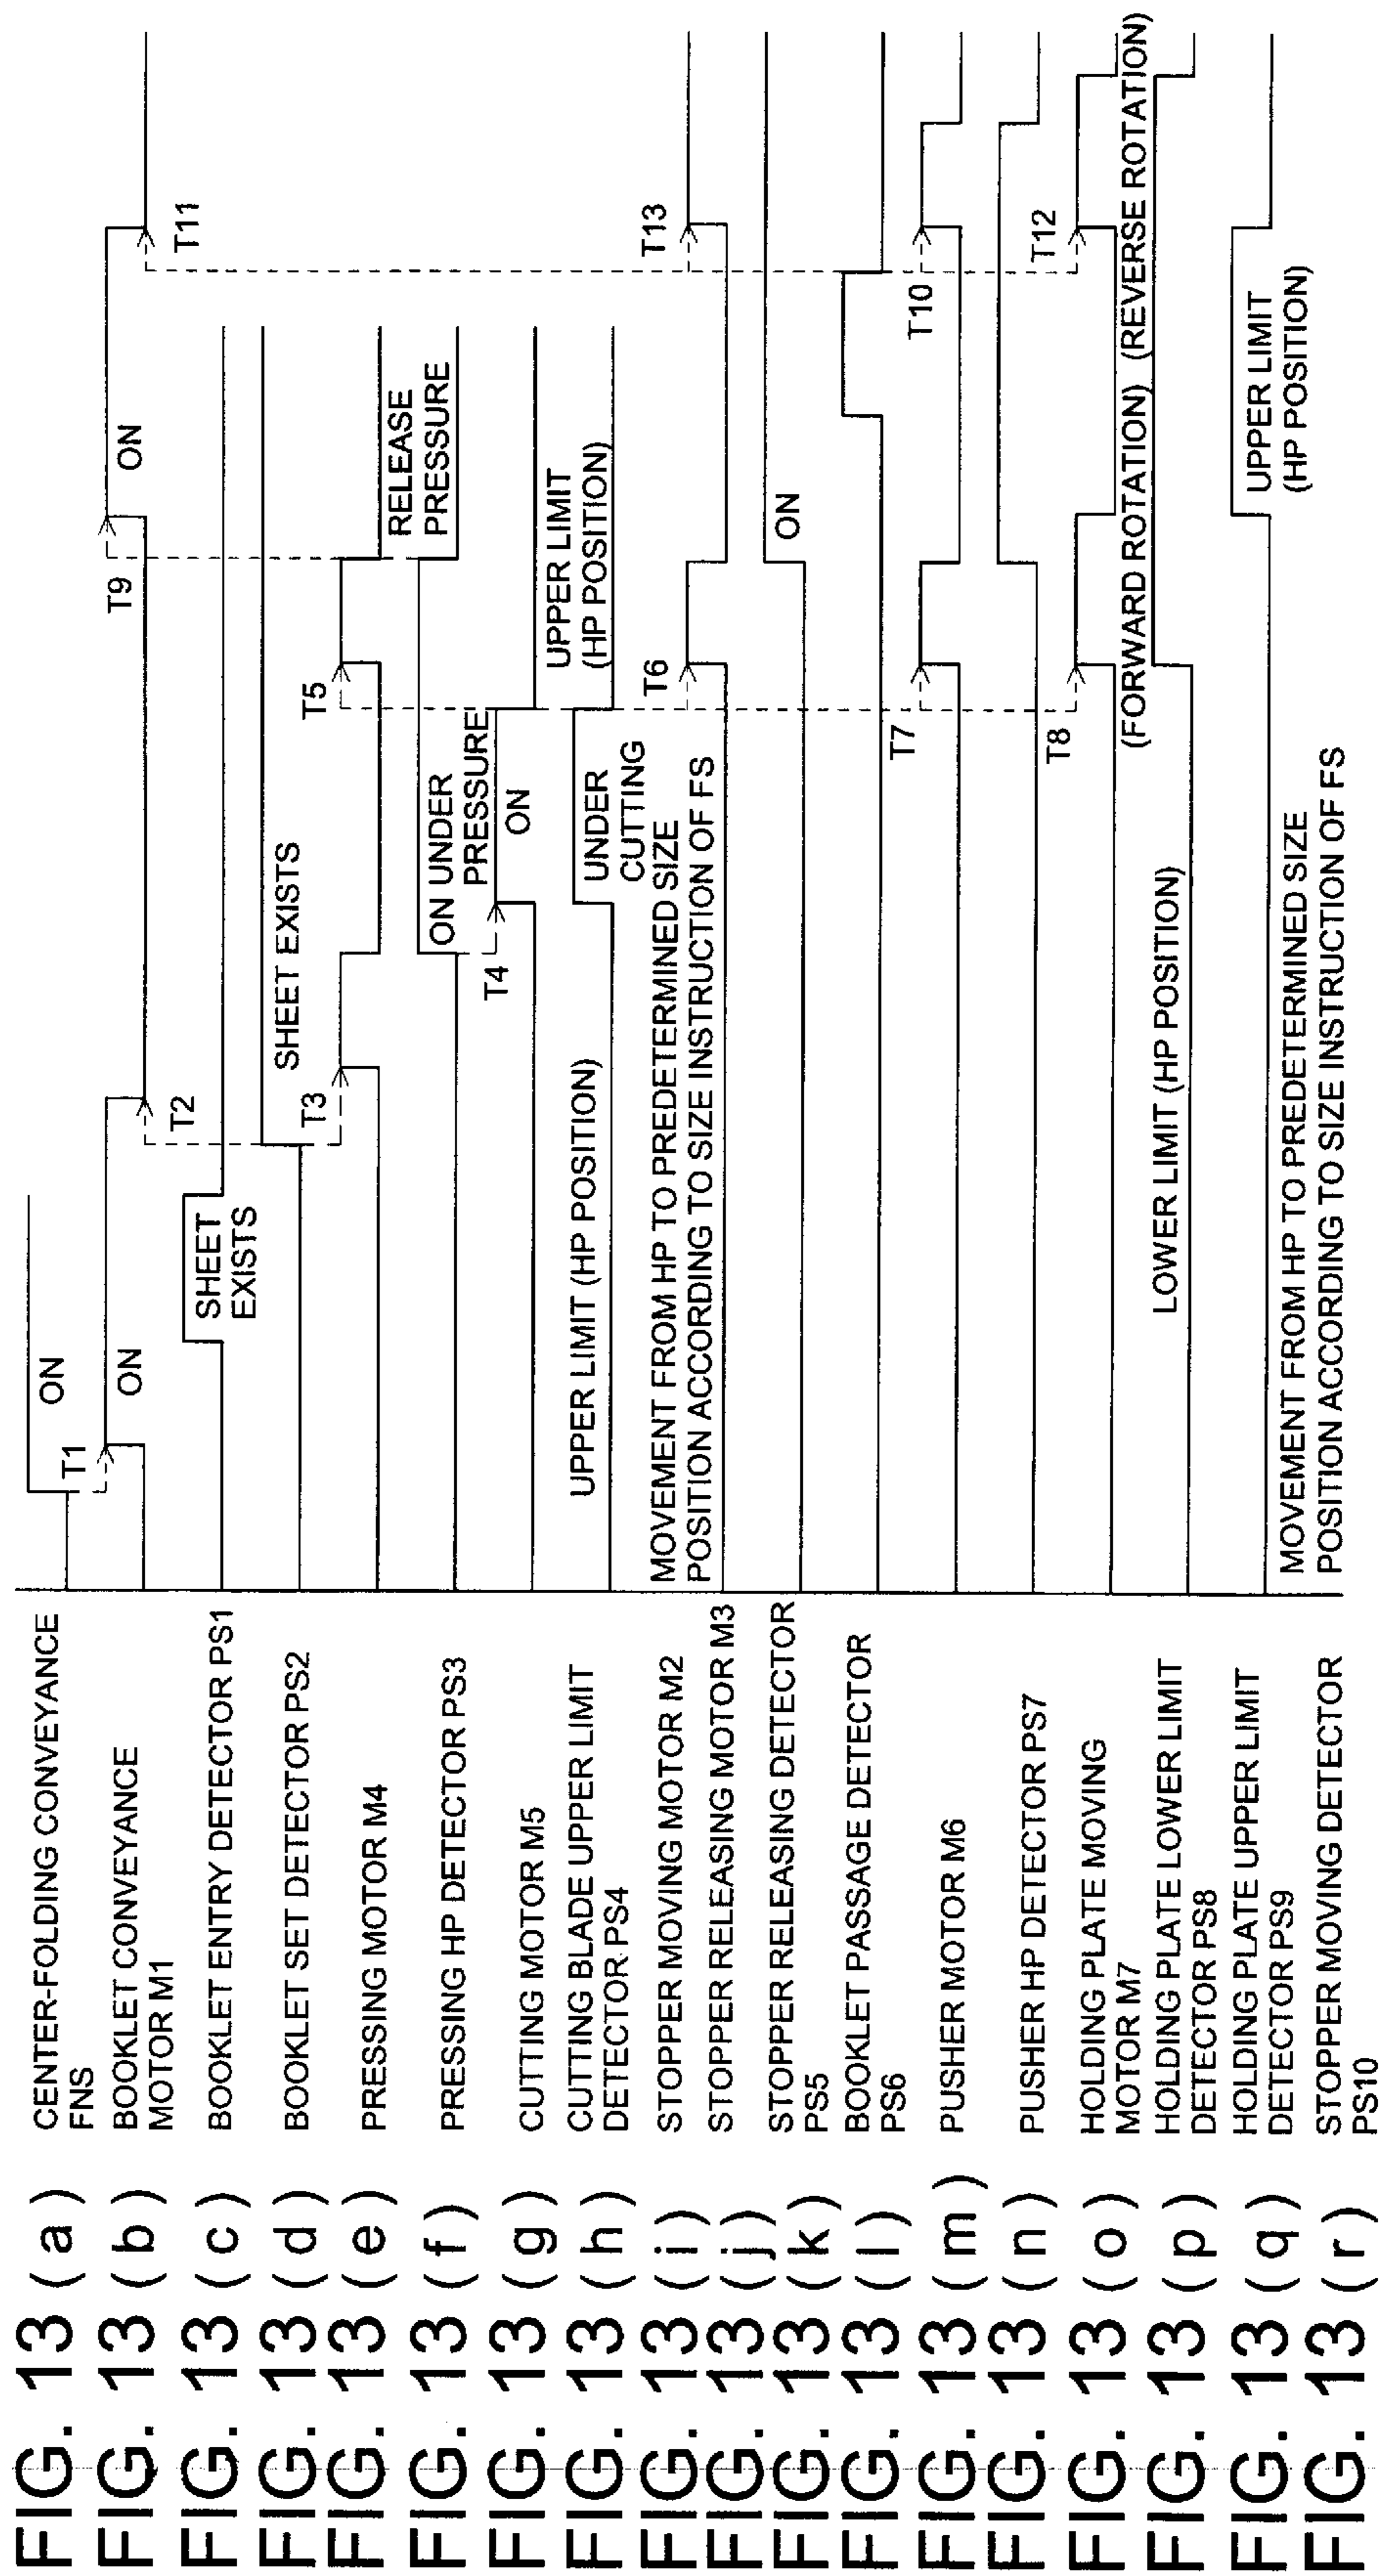 FIG. 13 (a)
CENTER-FOLDING CONVEYANCE
FNS
ON
T1
FIG. 13 (b)
BOOKLET CONVEYANCE
MOTOR M1
ON
T2
T9
ON
T11
FIG. 13 (c)
BOOKLET ENTRY DETECTOR PS1
SHEET
EXISTS
FIG. 13 (d)
BOOKLET SET DETECTOR PS2
SHEET EXISTS
FIG. 13 (e)
PRESSING MOTOR M4
T3
T5
RELEASE
PRESSURE
FIG. 13 (f)
PRESSING HP DETECTOR PS3
ON UNDER
PRESSURE
FIG. 13 (g)
CUTTING MOTOR M5
T4
ON
UPPER LIMIT
(HP POSITION)
FIG. 13 (h)
CUTTING BLADE UPPER LIMIT
DETECTOR PS4
UPPER LIMIT (HP POSITION)
UNDER
CUTTING
FIG. 13 (i)
STOPPER MOVING MOTOR M2
MOVEMENT FROM HP TO PREDETERMINED SIZE
POSITION ACCORDING TO SIZE INSTRUCTION OF FS
FIG. 13 (j)
STOPPER RELEASING MOTOR M3
T6
T13
FIG. 13 (k)
STOPPER RELEASING DETECTOR
PS5
ON
FIG. 13 (l)
BOOKLET PASSAGE DETECTOR
PS6
FIG. 13 (m)
PUSHER MOTOR M6
T7
T10
FIG. 13 (n)
PUSHER HP DETECTOR PS7
FIG. 13 (o)
HOLDING PLATE MOVING
MOTOR M7
T8
T12
(FORWARD ROTATION) (REVERSE ROTATION)
FIG. 13 (p)
HOLDING PLATE LOWER LIMIT
DETECTOR PS8
LOWER LIMIT (HP POSITION)
FIG. 13 (q)
HOLDING PLATE UPPER LIMIT
DETECTOR PS9
UPPER LIMIT
(HP POSITION)
FIG. 13 (r)
STOPPER MOVING DETECTOR
PS10
MOVEMENT FROM HP TO PREDETERMINED SIZE
POSITION ACCORDING TO SIZE INSTRUCTION OF FS